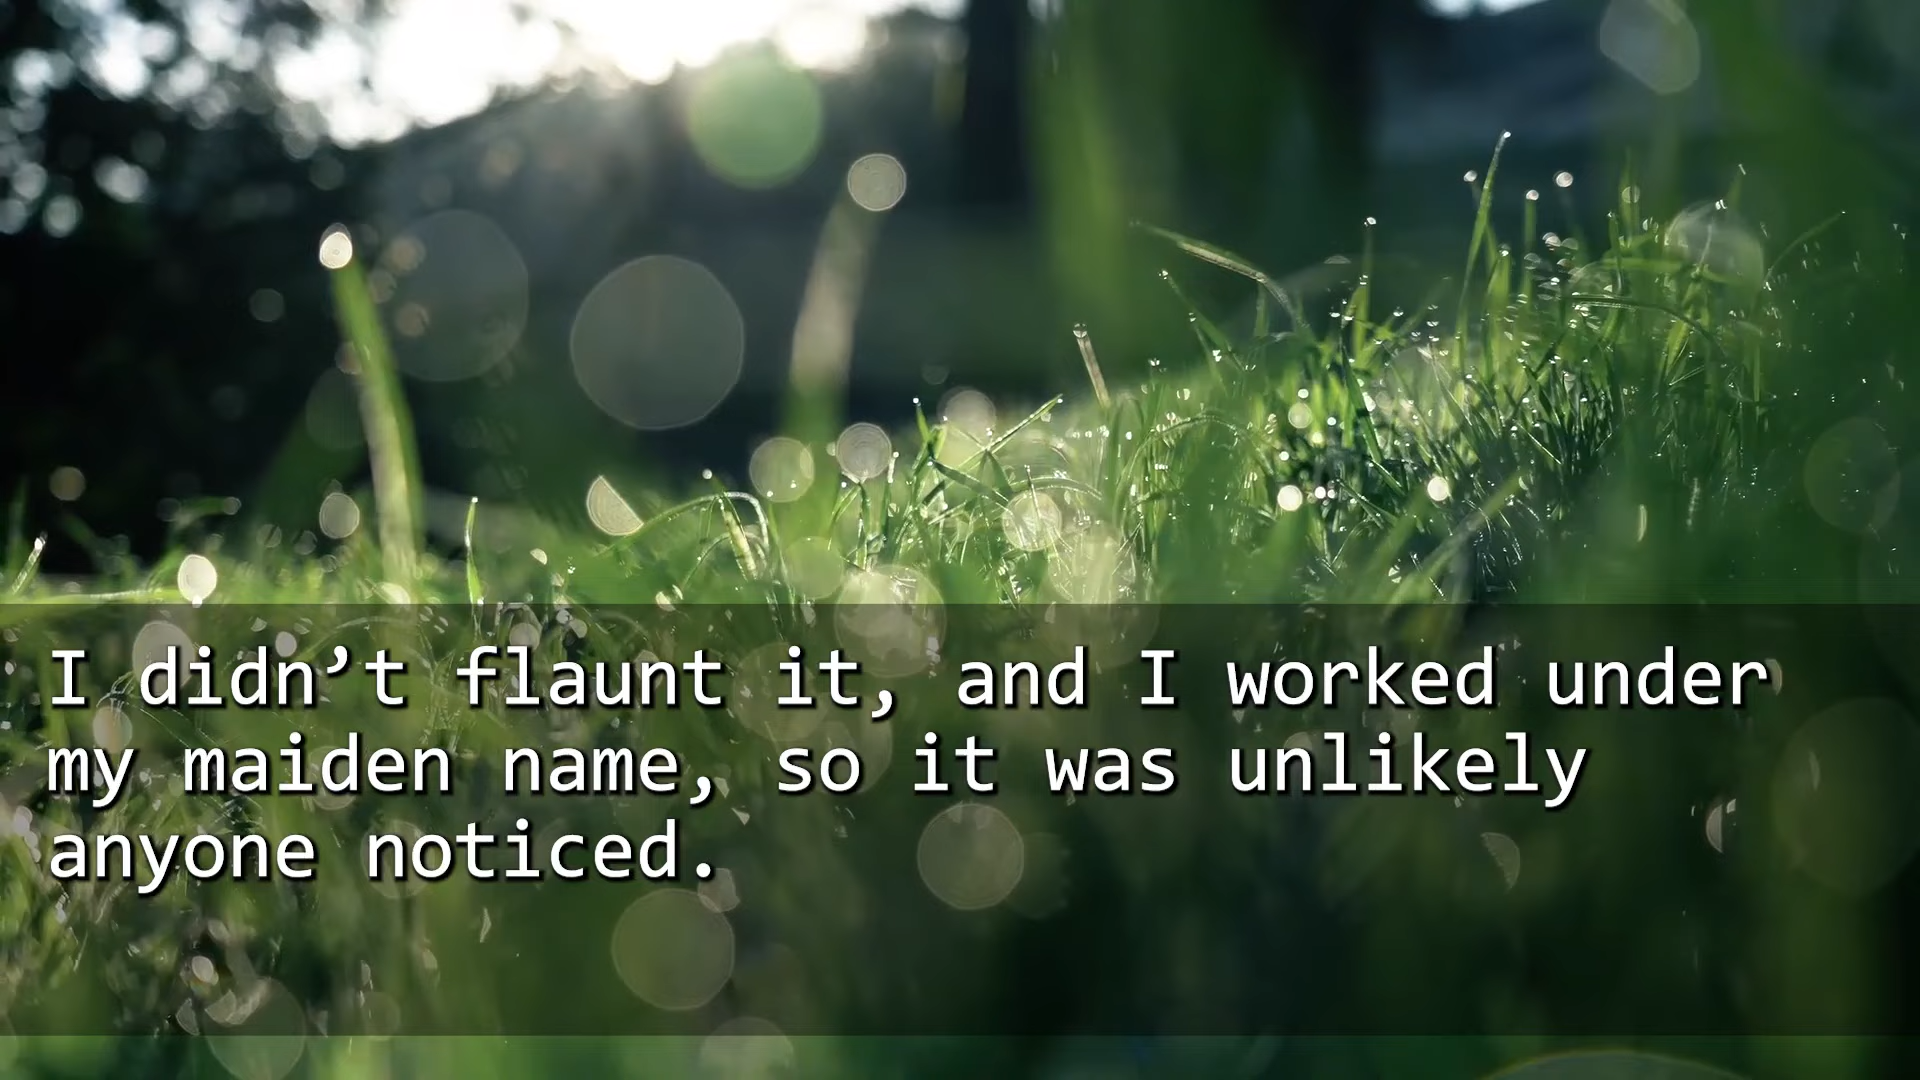 I didn’t flaunt it, and I worked under
my maiden name, so it was unlikely
anyone noticed.